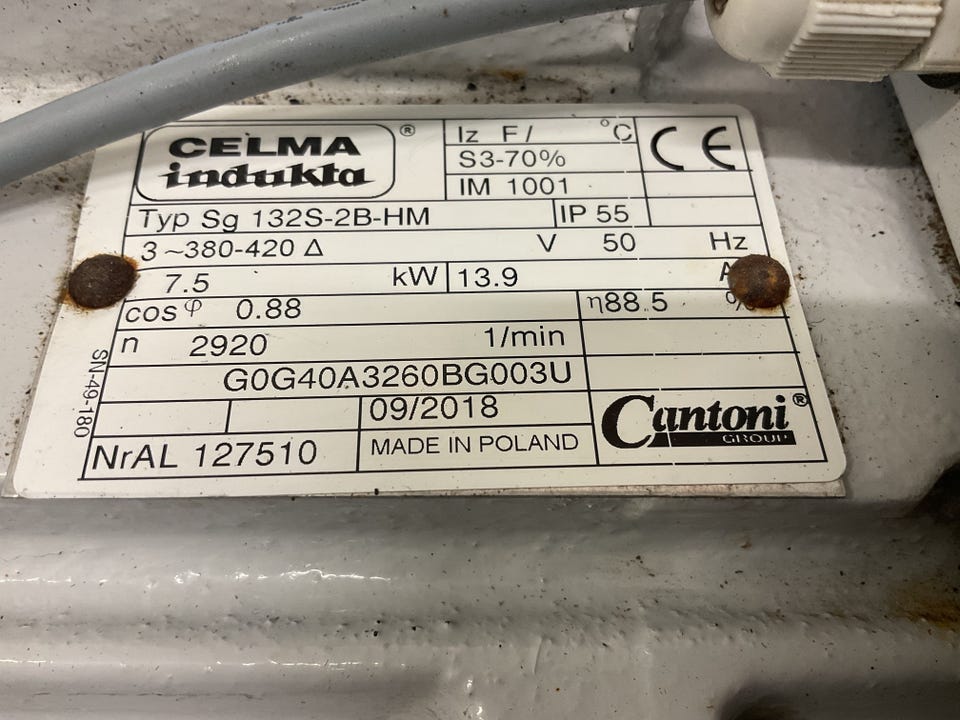 CELMA ®
indukta
Iz F/ °C
S3-70%
IM 1001
CE
Typ Sg 132S-2B-HM IP 55
3~380-420 Δ V 50 Hz
7.5 kW 13.9 A
cos φ 0.88 η88.5 %
n 2920 1/min
G0G40A3260BG003U
09/2018
NrAL 127510 MADE IN POLAND
Cantoni ®
GROUP
SN-49-180